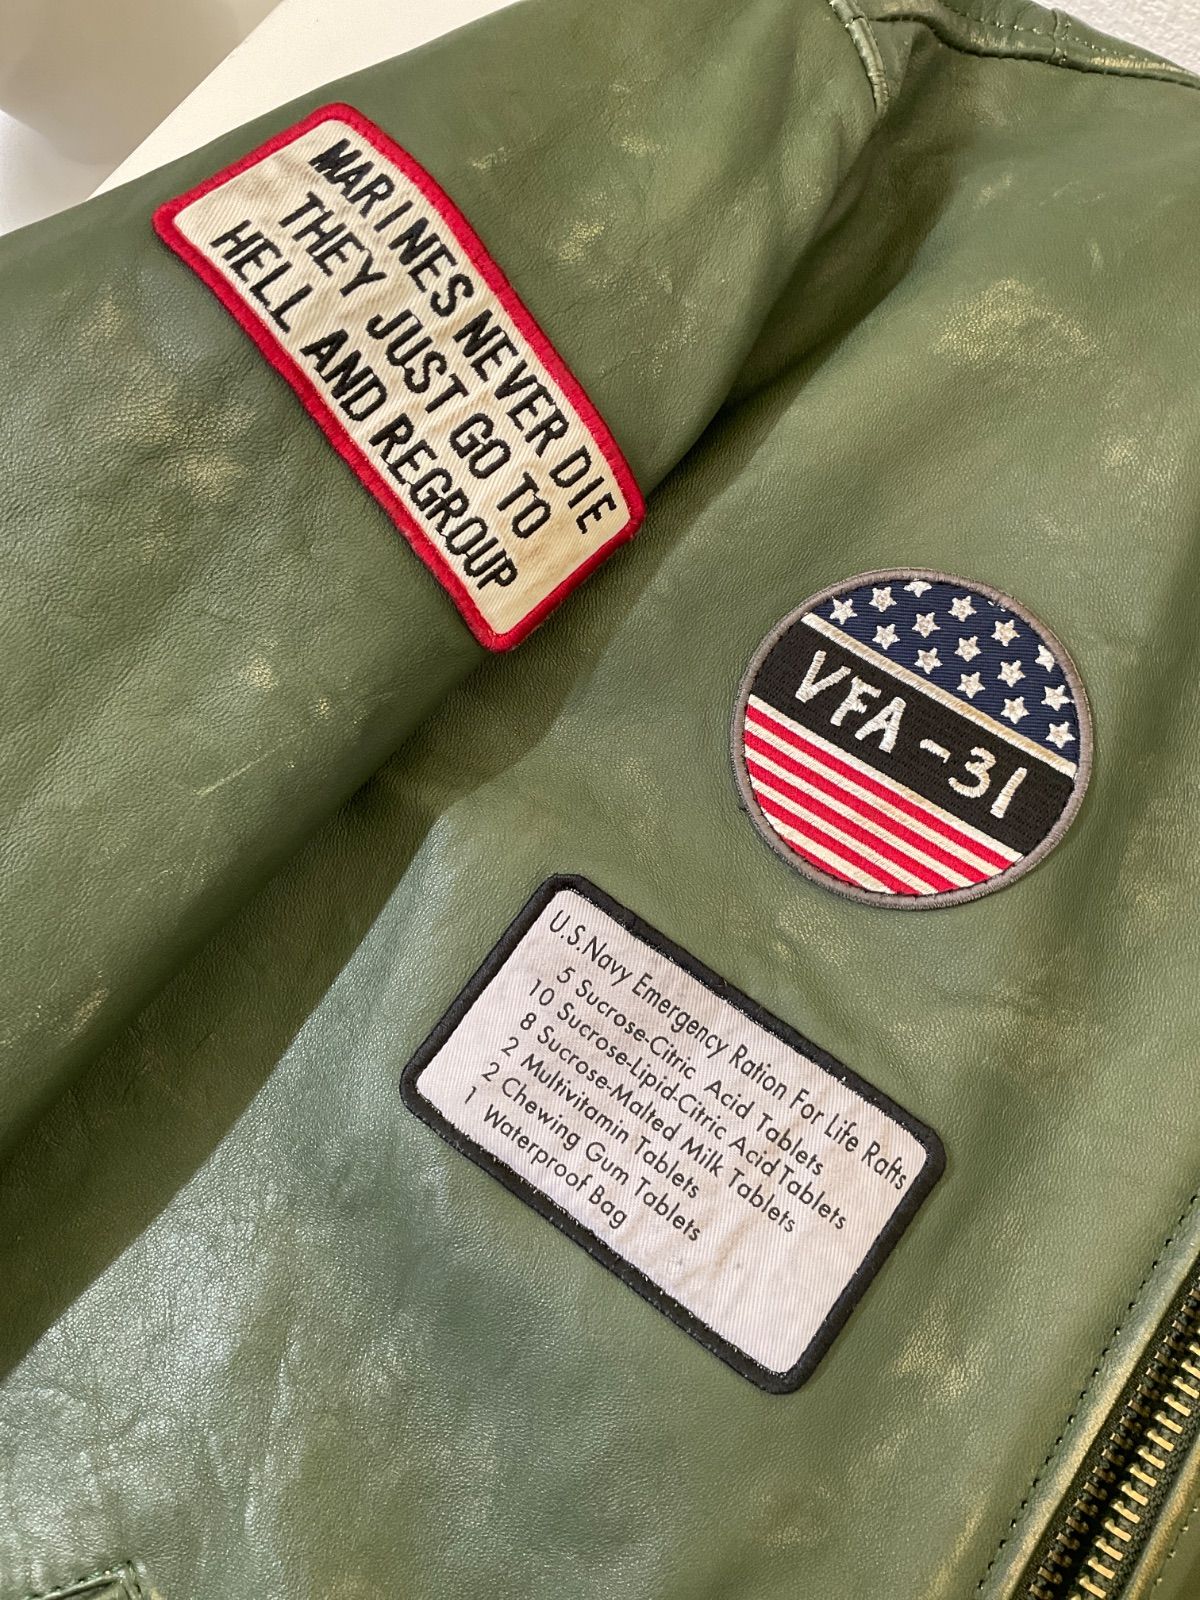 MARINES NEVER DIE
THEY JUST GO TO
HELL AND REGROUP
VFA-31
U.S.Navy Emergency Ration For Life Rafts
5 Sucrose-Citric Acid Tablets
10 Sucrose-Lipid-Citric Acid Tablets
8 Sucrose-Malted Milk Tablets
2 Multivitamin Tablets
2 Chewing Gum Tablets
1 Waterproof Bag